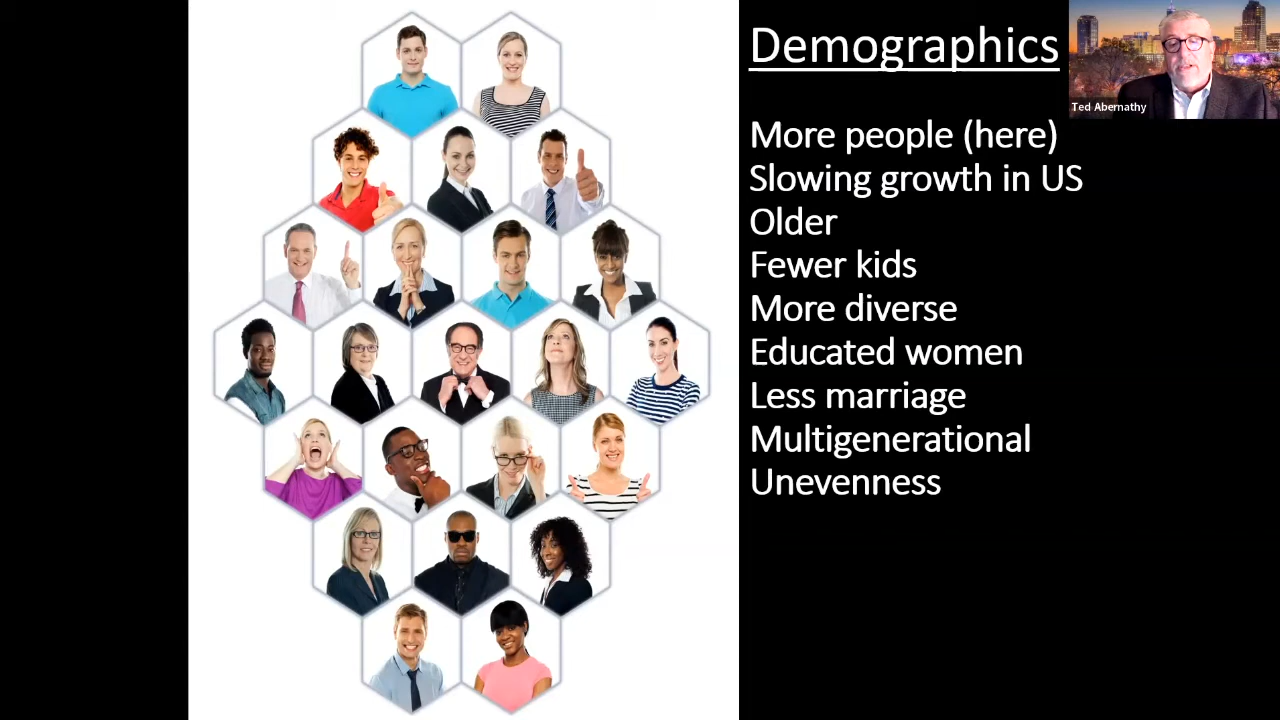 Demographics
Ted Abernathy
More people (here)
Slowing growth in US
Older
Fewer kids
More diverse
Educated women
Less marriage
Multigenerational
Unevenness